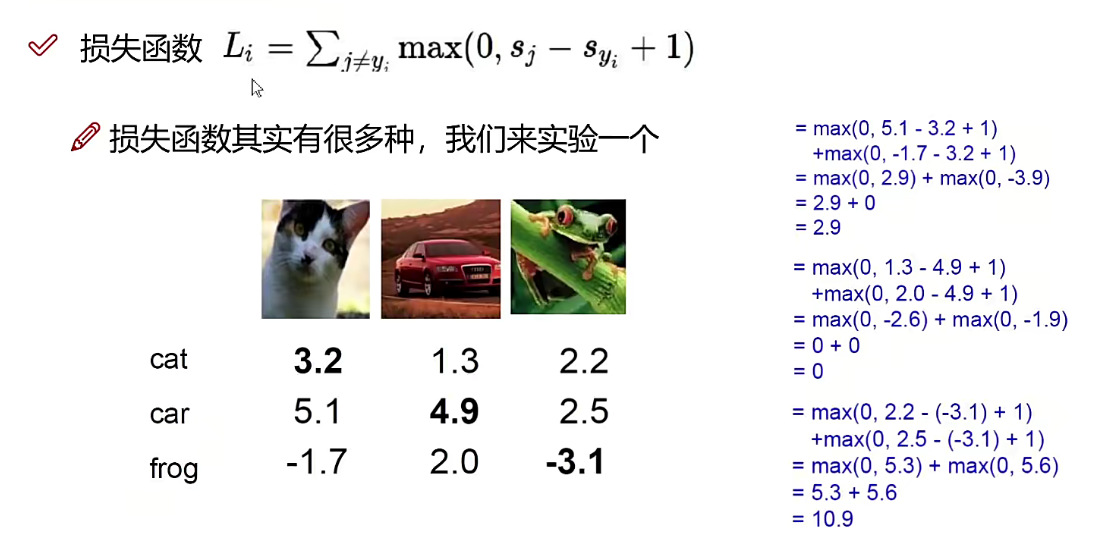 损失函数 L_i = ∑_{j≠y_i} max(0, s_j − s_{y_i} + 1)
损失函数其实有很多种，我们来实验一个
cat 3.2 1.3 2.2
car 5.1 4.9 2.5
frog -1.7 2.0 -3.1
= max(0, 5.1 - 3.2 + 1)
+max(0, -1.7 - 3.2 + 1)
= max(0, 2.9) + max(0, -3.9)
= 2.9 + 0
= 2.9
= max(0, 1.3 - 4.9 + 1)
+max(0, 2.0 - 4.9 + 1)
= max(0, -2.6) + max(0, -1.9)
= 0 + 0
= 0
= max(0, 2.2 - (-3.1) + 1)
+max(0, 2.5 - (-3.1) + 1)
= max(0, 5.3) + max(0, 5.6)
= 5.3 + 5.6
= 10.9